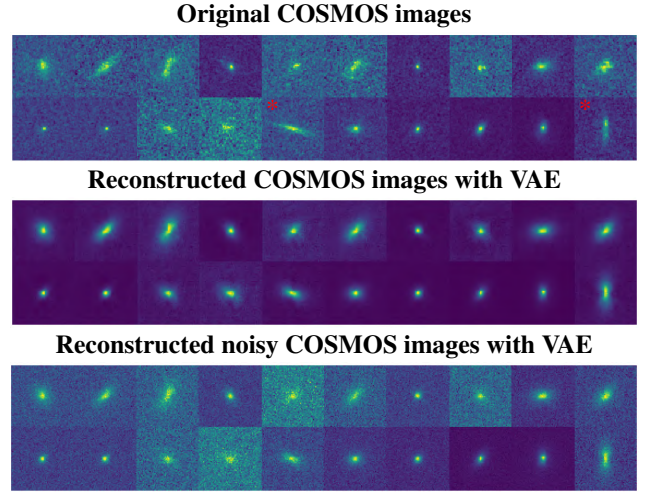 Original COSMOS images
* *
Reconstructed COSMOS images with VAE
Reconstructed noisy COSMOS images with VAE